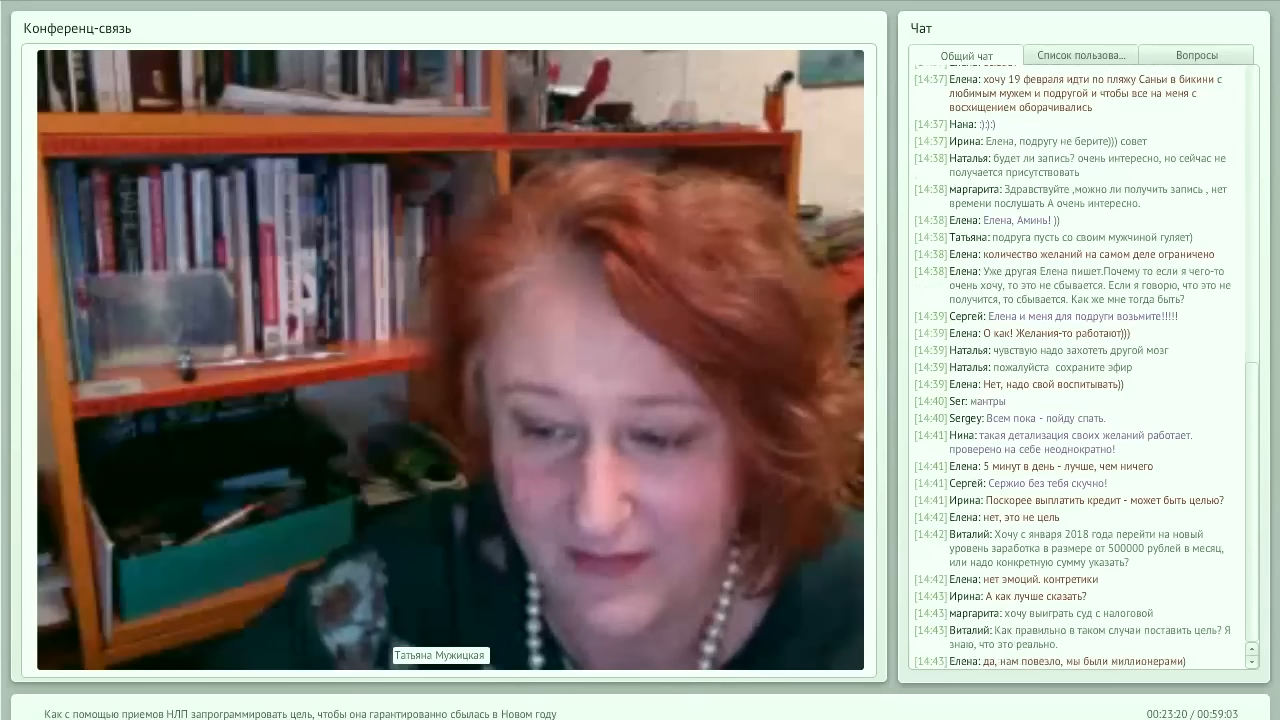 Конференц-связь
Татьяна Мужицкая
Чат
Общий чат
Список пользова...
Вопросы
[14:37] Елена: хочу 19 февраля идти по пляжу Саньи в бикини с
любимым мужем и подругой и чтобы все на меня с
восхищением оборачивались
[14:37] Нана: :):):)
[14:37] Ирина: Елена, подругу не берите))) совет
[14:38] Наталья: будет ли запись? очень интересно, но сейчас не
получается присутствовать
[14:38] маргарита: Здравствуйте ,можно ли получить запись , нет
времени послушать А очень интересно.
[14:38] Елена: Елена, Аминь! ))
[14:38] Татьяна: подруга пусть со своим мужчиной гуляет)
[14:38] Елена: количество желаний на самом деле ограничено
[14:38] Елена: Уже другая Елена пишет.Почему то если я чего-то
очень хочу, то это не сбывается. Если я говорю, что это не
получится, то сбывается. Как же мне тогда быть?
[14:39] Сергей: Елена и меня для подруги возьмите!!!!!
[14:39] Елена: О как! Желания-то работают)))
[14:39] Наталья: чувствую надо захотеть другой мозг
[14:39] Наталья: пожалуйста сохраните эфир
[14:39] Елена: Нет, надо свой воспитывать))
[14:40] Ser: мантры
[14:40] Sergey: Всем пока - пойду спать.
[14:41] Нина: такая детализация своих желаний работает.
проверено на себе неоднократно!
[14:41] Елена: 5 минут в день - лучше, чем ничего
[14:41] Сергей: Сержио без тебя скучно!
[14:41] Ирина: Поскорее выплатить кредит - может быть целью?
[14:42] Елена: нет, это не цель
[14:42] Виталий: Хочу с января 2018 года перейти на новый
уровень заработка в размере от 500000 рублей в месяц,
или надо конкретную сумму указать?
[14:42] Елена: нет эмоций. контретики
[14:43] Ирина: А как лучше сказать?
[14:43] маргарита: хочу выиграть суд с налоговой
[14:43] Виталий: Как правильно в таком случаи поставить цель? Я
знаю, что это реально.
[14:43] Елена: да, нам повезло, мы были миллионерами)
Как с помощью приемов НЛП запрограммировать цель, чтобы она гарантированно сбылась в Новом году
00:23:20 / 00:59:03